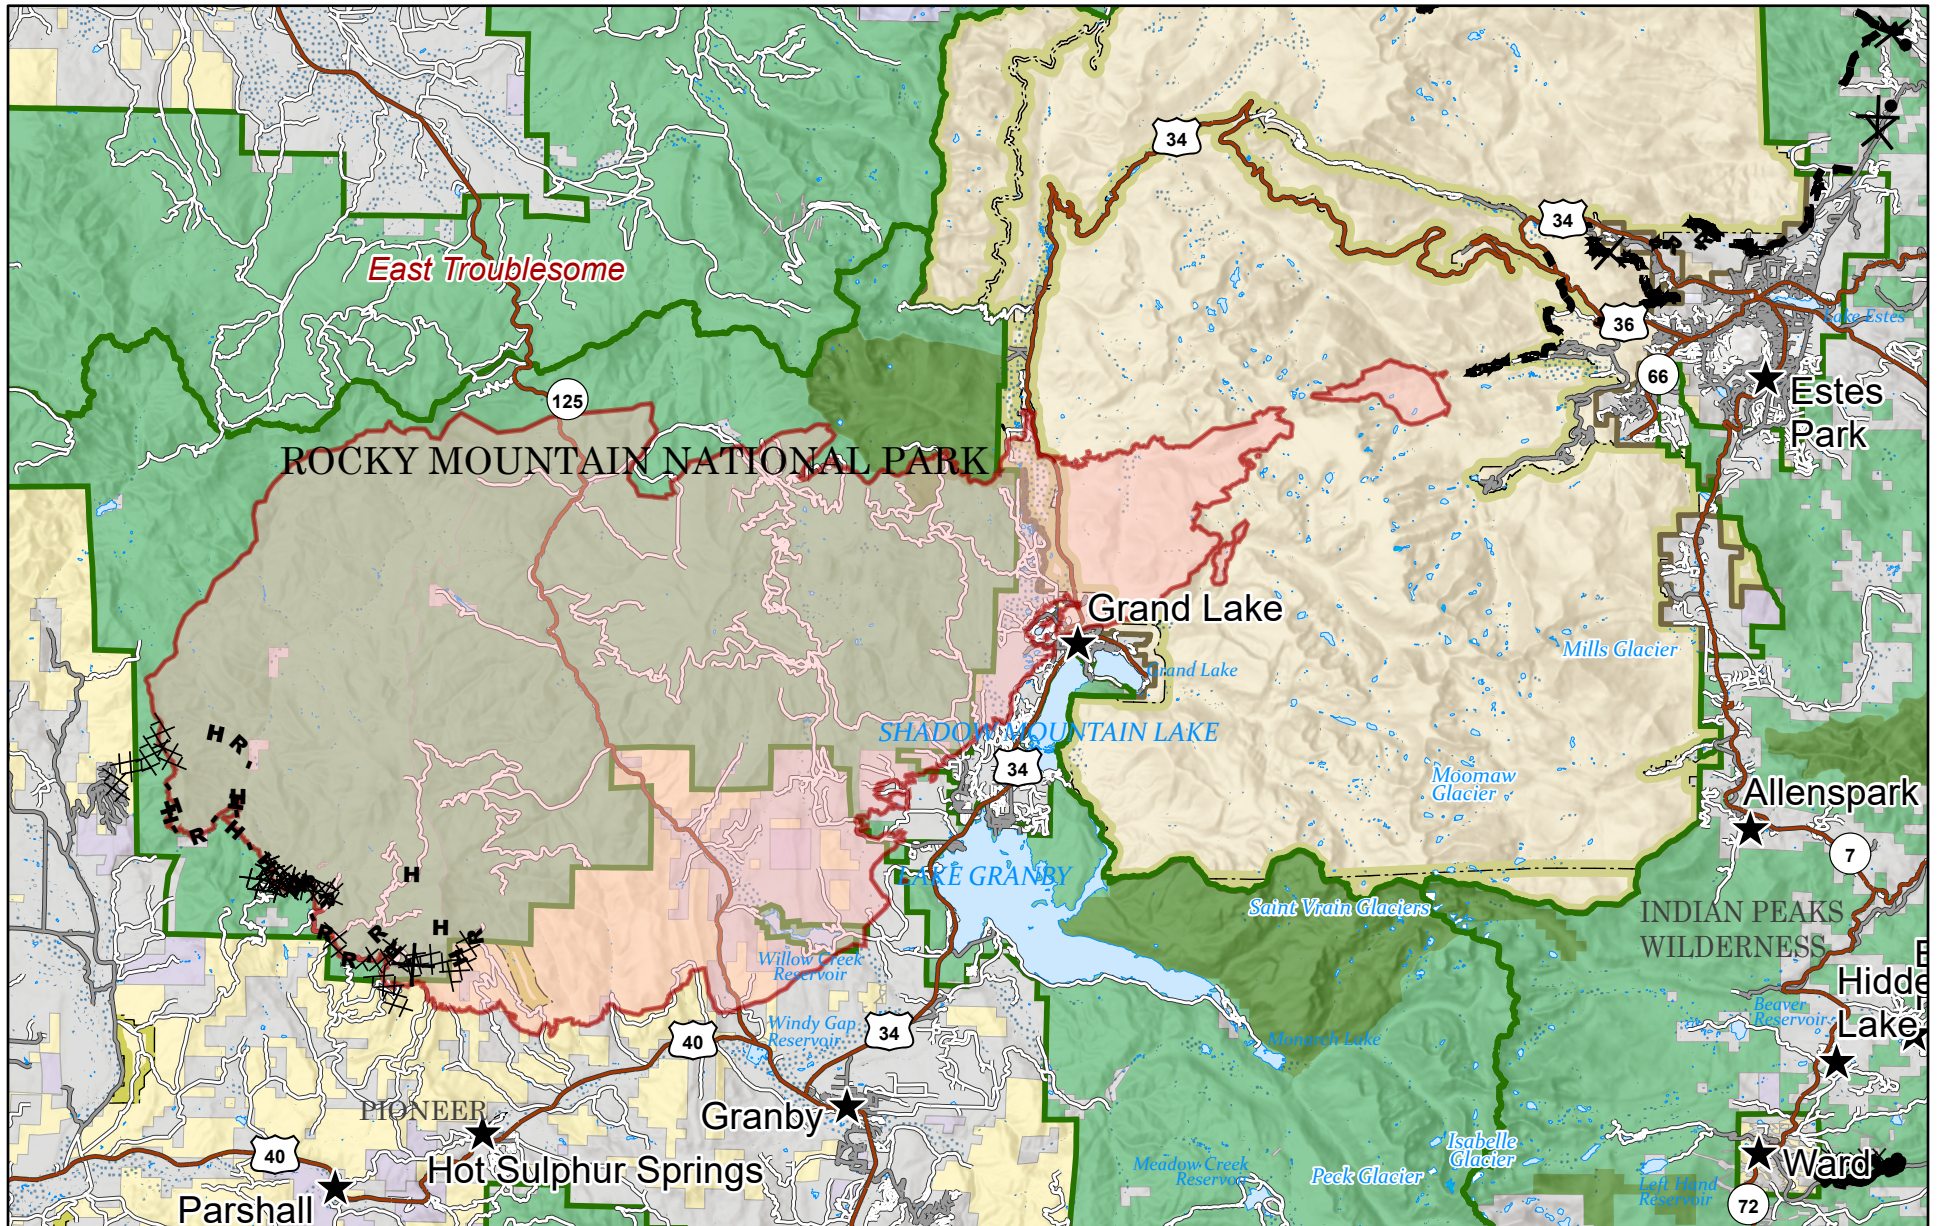 34
34
East Troublesome
36
Lake Estes
66
Estes
Park
125
ROCKY MOUNTAIN NATIONAL PARK
Grand Lake
Mills Glacier
Grand Lake
H
R
SHADOW MOUNTAIN LAKE
34
Moomaw
Glacier
Allenspark
H
H
R
H
7
H
LAKE GRANBY
Saint Vrain Glaciers
INDIAN PEAKS
WILDERNESS
R
R
H
R
H
R
R
H
Willow Creek
Reservoir
Hidde
Lake
Beaver
Reservoir
Windy Gap
Reservoir
34
40
Monarch Lake
PIONEER
Granby
40
Hot Sulphur Springs
Parshall
Isabelle
Glacier
Peck Glacier
Meadow Creek
Reservoir
Ward
Left Hand
Reservoir
72